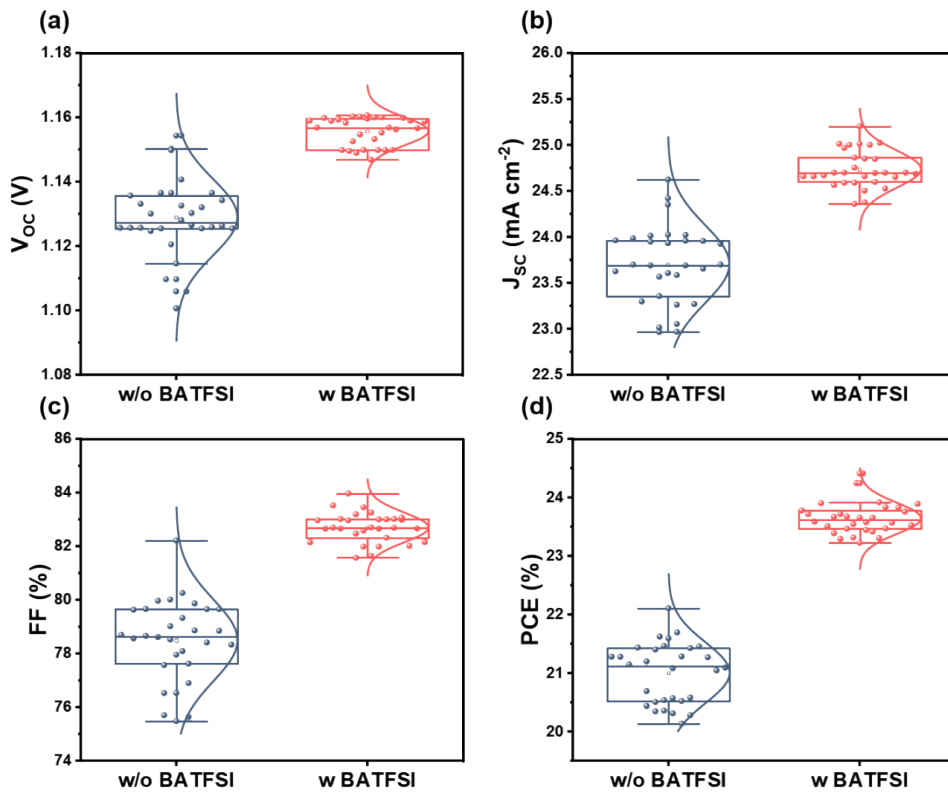 (a)
1.18
1.16
1.14
1.12
1.10
1.08
V_OC (V)
w/o BATFSI
w BATFSI
(b)
26.0
25.5
25.0
24.5
24.0
23.5
23.0
22.5
J_SC (mA cm⁻²)
w/o BATFSI
w BATFSI
(c)
86
84
82
80
78
76
74
FF (%)
w/o BATFSI
w BATFSI
(d)
25
24
23
22
21
20
PCE (%)
w/o BATFSI
w BATFSI